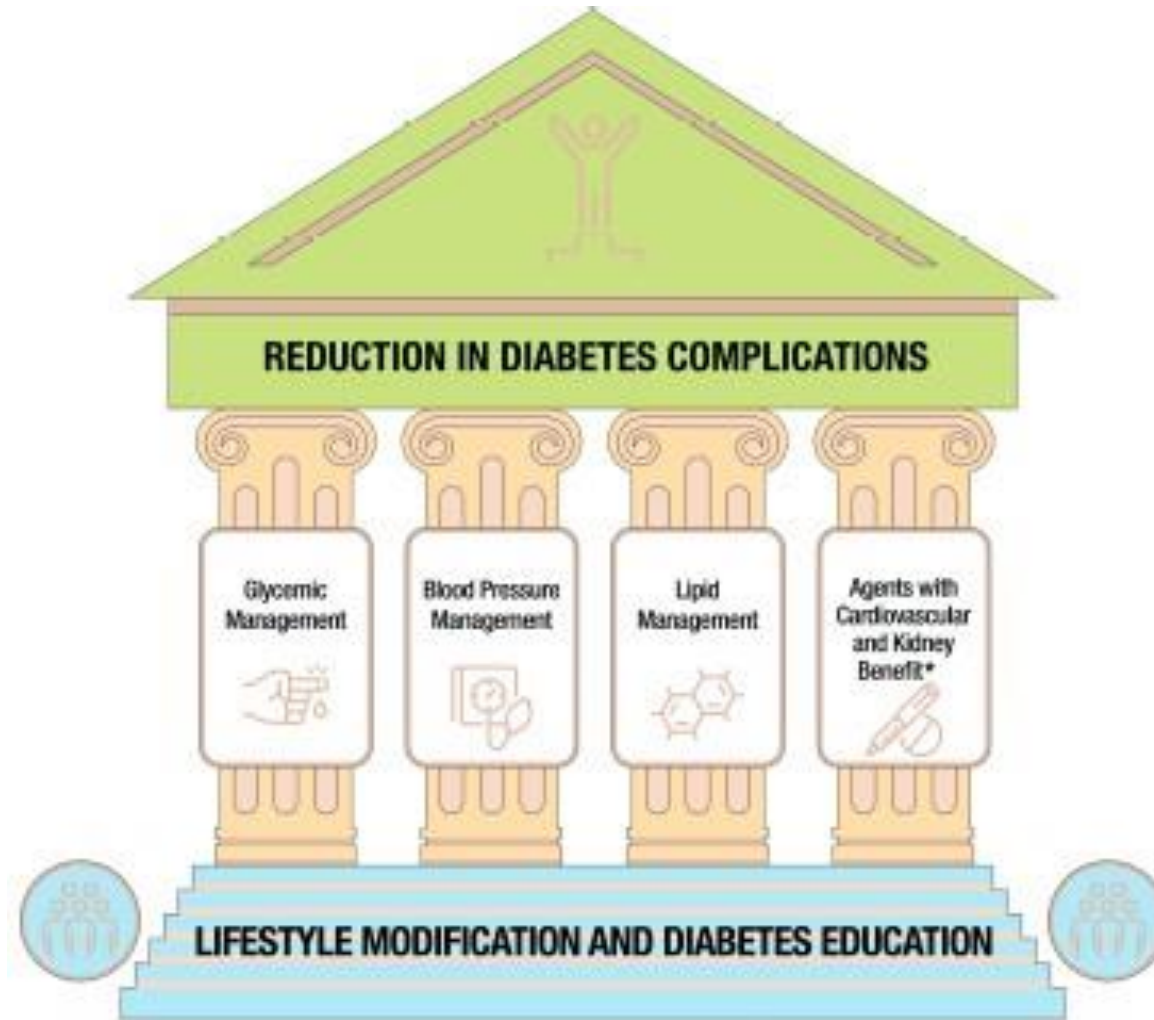 REDUCTION IN DIABETES COMPLICATIONS
Glycemic
Management
Blood Pressure
Management
Lipid
Management
Agents with
Cardiovascular
and Kidney
Benefit*
LIFESTYLE MODIFICATION AND DIABETES EDUCATION